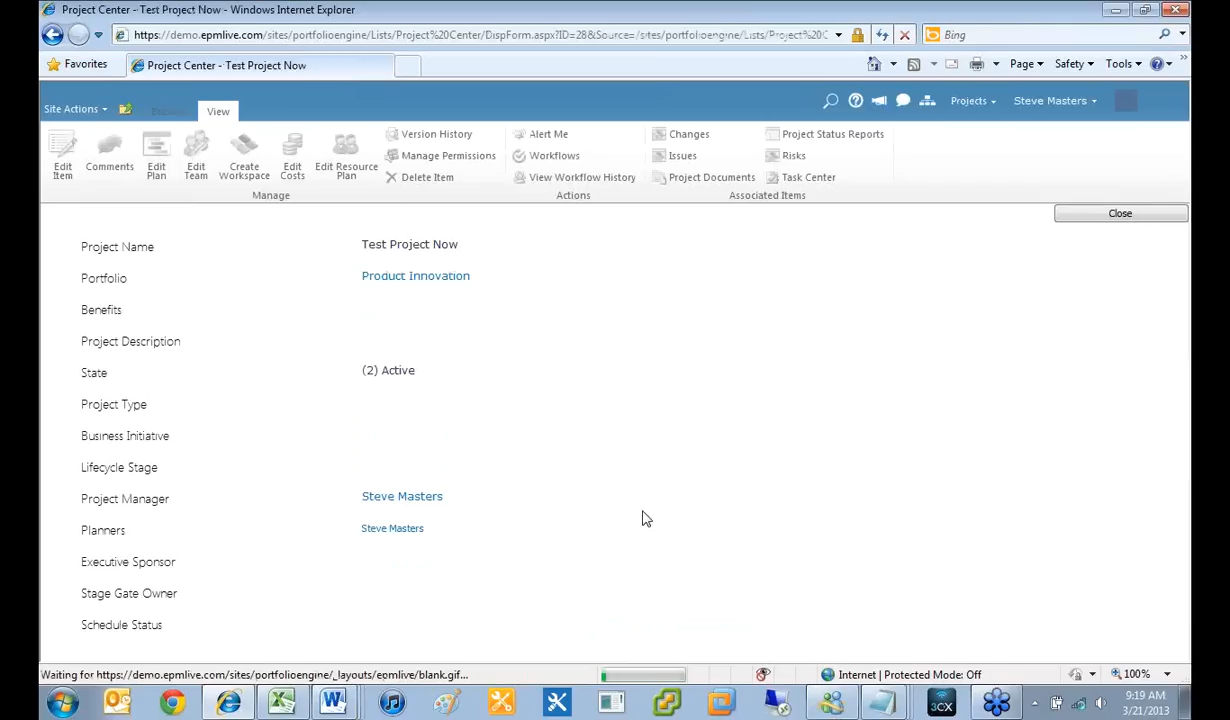 Project Center - Test Project Now - Windows Internet Explorer
https://demo.epmlive.com/sites/portfolioengine/Lists/Project%20Center/DispForm.aspx?ID=28&Source=/sites/portfolioengine/Lists/Project%20C
Bing
Favorites
Project Center - Test Project Now
Page
Safety
Tools
Site Actions
View
Projects
Steve Masters
Edit Item
Comments
Edit Plan
Edit Team
Create Workspace
Edit Costs
Edit Resource Plan
Version History
Manage Permissions
Delete Item
Manage
Alert Me
Workflows
View Workflow History
Actions
Changes
Issues
Project Documents
Project Status Reports
Risks
Task Center
Associated Items
Close
Project Name Test Project Now
Portfolio Product Innovation
Benefits
Project Description
State (2) Active
Project Type
Business Initiative
Lifecycle Stage
Project Manager Steve Masters
Planners Steve Masters
Executive Sponsor
Stage Gate Owner
Schedule Status
Waiting for https://demo.epmlive.com/sites/portfolioengine/_layouts/epmlive/blank.gif...
Internet | Protected Mode: Off
100%
3CX
9:19 AM
3/21/2013